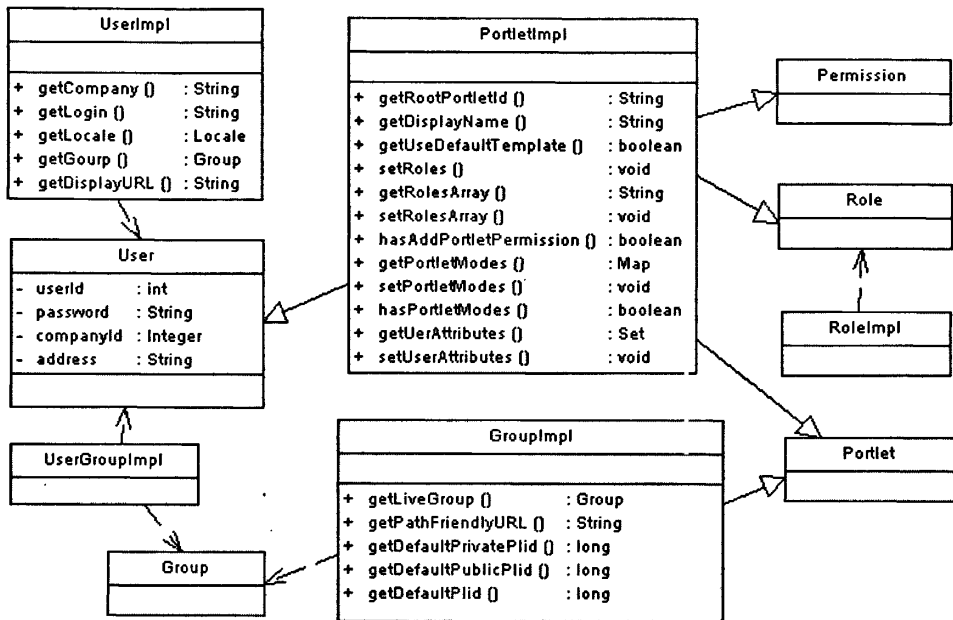 UserImpl
+ getCompany () : String
+ getLogin () : String
+ getLocale () : Locale
+ getGourp () : Group
+ getDisplayURL () : String
PortletImpl
+ getRootPortletId () : String
+ getDisplayName () : String
+ getUseDefaultTemplate () : boolean
+ setRoles () : void
+ getRolesArray () : String
+ setRolesArray () : void
+ hasAddPortletPermission () : boolean
+ getPortletModes () : Map
+ setPortletModes () : void
+ hasPortletModes () : boolean
+ getUerAttributes () : Set
+ setUserAttributes () : void
Permission
Role
RoleImpl
User
- userId : int
- password : String
- companyId : Integer
- address : String
UserGroupImpl
Group
GroupImpl
+ getLiveGroup () : Group
+ getPathFriendlyURL () : String
+ getDefaultPrivatePlid () : long
+ getDefaultPublicPlid () : long
+ getDefaultPlid () : long
Portlet